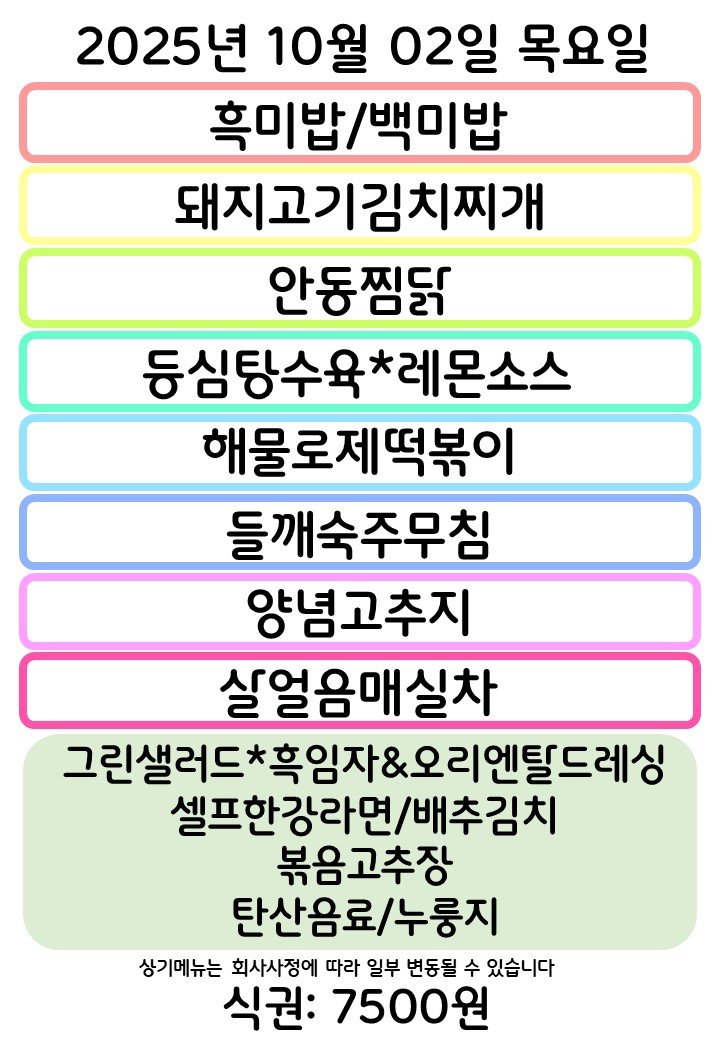 2025년 10월 02일 목요일
흑미밥/백미밥
돼지고기김치찌개
안동찜닭
등심탕수육*레몬소스
해물로제떡볶이
들깨숙주무침
양념고추지
살얼음매실차
그린샐러드*흑임자&오리엔탈드레싱
셀프한강라면/배추김치
볶음고추장
탄산음료/누룽지
상기메뉴는 회사사정에 따라 일부 변동될 수 있습니다
식권: 7500원